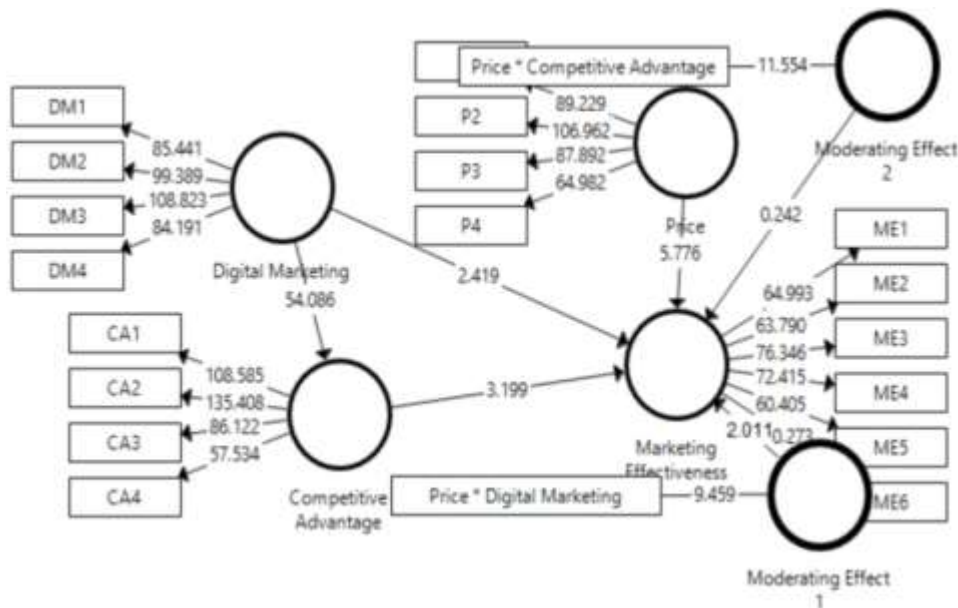 Price * Competitive Advantage
11.554
Moderating Effect
2
0.242
89.229
P2
106.962
P3
87.892
P4
64.982
Price
5.776
DM1
85.441
DM2
99.389
DM3
108.823
DM4
84.191
Digital Marketing
54.086
2.419
CA1
108.585
CA2
135.408
CA3
86.122
CA4
57.534
Competitive
Advantage
3.199
Marketing
Effectiveness
ME1
64.993
ME2
63.790
ME3
76.346
ME4
72.415
ME5
60.405
ME6
2.011
0.273
Price * Digital Marketing
9.459
Moderating Effect
1